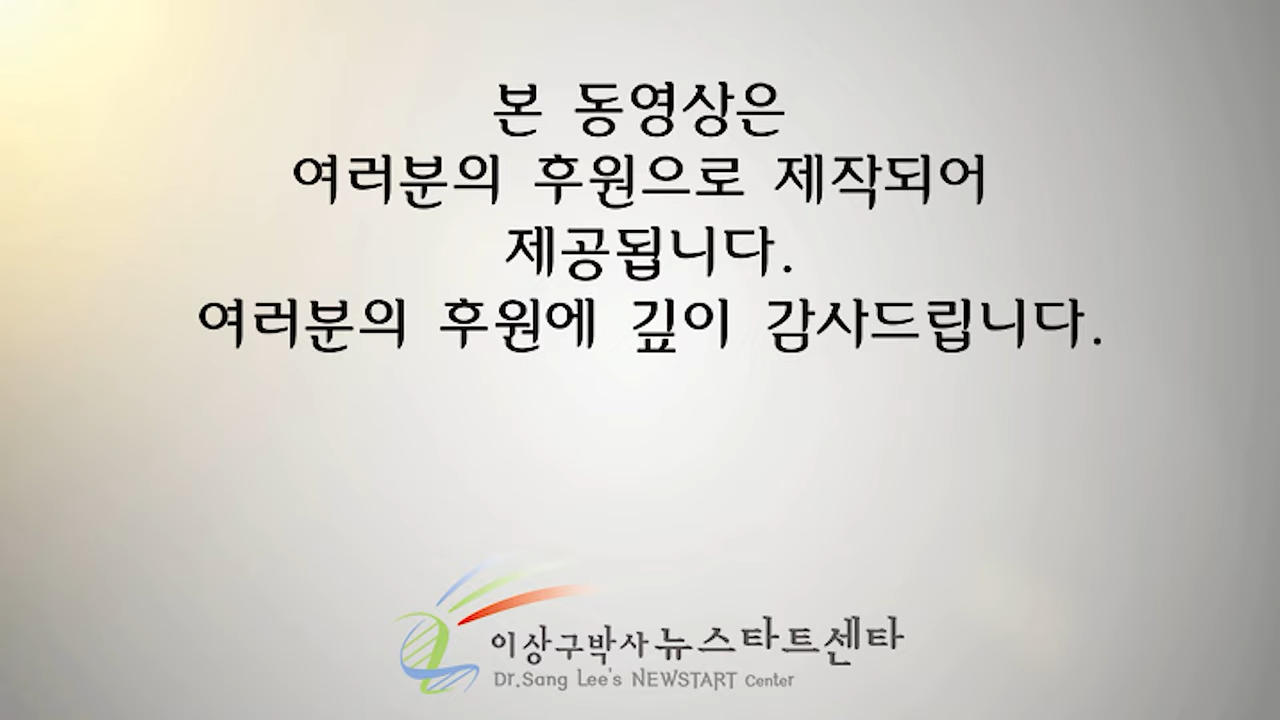 본 동영상은
여러분의 후원으로 제작되어
제공됩니다.
여러분의 후원에 깊이 감사드립니다.
이상구박사 뉴스타트센타
Dr.Sang Lee's NEWSTART Center